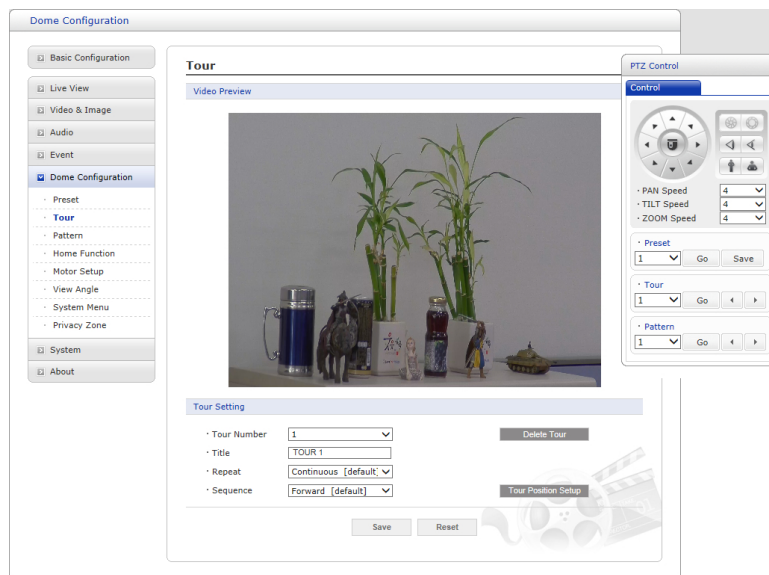 Dome Configuration
Basic Configuration
Live View
Video & Image
Audio
Event
Dome Configuration
· Preset
· Tour
· Pattern
· Home Function
· Motor Setup
· View Angle
· System Menu
· Privacy Zone
System
About
Tour
Video Preview
Tour Setting
· Tour Number 1 Delete Tour
· Title TOUR 1
· Repeat Continuous [default]
· Sequence Forward [default] Tour Position Setup
Save Reset
PTZ Control
Control
· PAN Speed 4
· TILT Speed 4
· ZOOM Speed 4
· Preset
1 Go Save
· Tour
1 Go
· Pattern
1 Go